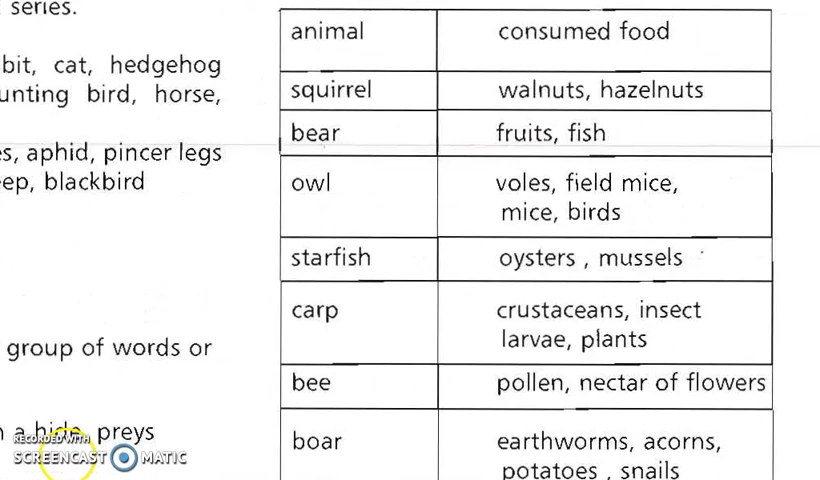 series.
bit, cat, hedgehog
unting bird, horse,
s, aphid, pincer legs
ep, blackbird
group of words or
a hide, preys
animal consumed food
squirrel walnuts, hazelnuts
bear fruits, fish
owl voles, field mice,
mice, birds
starfish oysters , mussels
carp crustaceans, insect
larvae, plants
bee pollen, nectar of flowers
boar earthworms, acorns,
potatoes , snails
RECORDED WITH
SCREENCAST MATIC